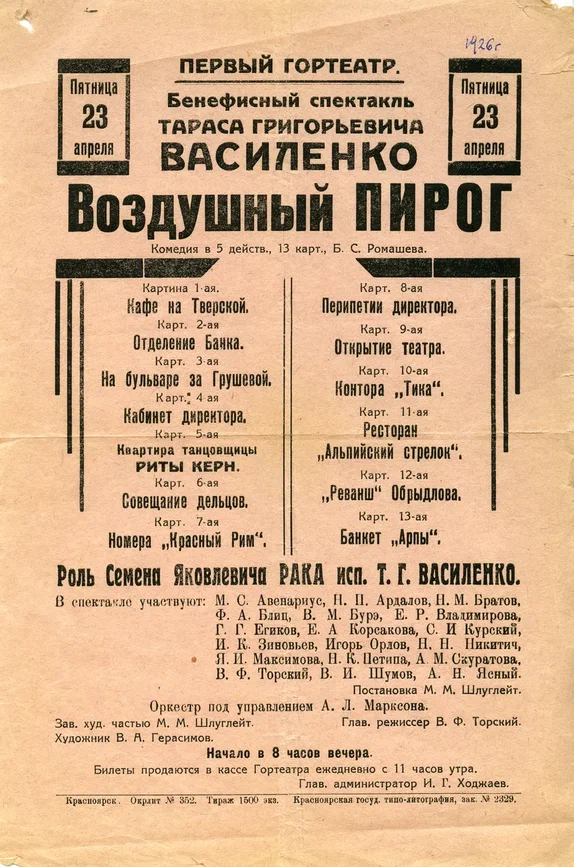 1926 г
ПЕРВЫЙ ГОРТЕАТР.
Пятница
23
апреля
Бенефисный спектакль
ТАРАСА ГРИГОРЬЕВИЧА
ВАСИЛЕНКО
Пятница
23
апреля
Воздушный ПИРОГ
Комедия в 5 действ., 13 карт., Б. С. Ромашева.
Картина 1-ая.
Кафе на Тверской.
Карт. 2-ая
Отделение Банка.
Карт. 3-ая
На бульваре за Грушевой.
Карт. 4-ая
Кабинет директора.
Карт. 5-ая
Квартира танцовщицы
РИТЫ КЕРН.
Карт. 6-ая
Совещание дельцов.
Карт. 7-ая
Номера „Красный Рим".
Карт. 8-ая
Перипетии директора.
Карт. 9-ая
Открытие театра.
Карт. 10-ая
Контора „Тика".
Карт. 11-ая
Ресторан
„Альпийский стрелок".
Карт. 12-ая
„Реванш" Обрыдлова.
Карт. 13-ая
Банкет „Арпы".
Роль Семена Яковлевича РАКА исп. Т. Г. ВАСИЛЕНКО.
В спектакле участвуют: М. С. Авенариус, Н. П. Ардалов, Н. М. Братов,
Ф. А. Блиц, В. М. Бурэ, Е. Р. Владимирова,
Г. Г. Егиков, Е. А Корсакова, С. И Курский,
И. К. Зиновьев, Игорь Орлов, Н. Н. Никитич,
Я. И. Максимова, Н. К. Петипа, А. М. Скуратова,
В. Ф. Торский, В. И. Шумов, А. Н. Ясный.
Постановка М. М. Шлуглейт.
Оркестр под управлением А. Л. Марксона.
Зав. худ. частью М. М. Шлуглейт. Глав. режиссер В. Ф. Торский.
Художник В. А. Герасимов.
Начало в 8 часов вечера.
Билеты продаются в кассе Гортеатра ежедневно с 11 часов утра.
Глав. администратор И. Г. Ходжаев.
Красноярск. Окрлит № 352. Тираж 1500 экз. Красноярская госуд. типо-литография, зак. № 2329.